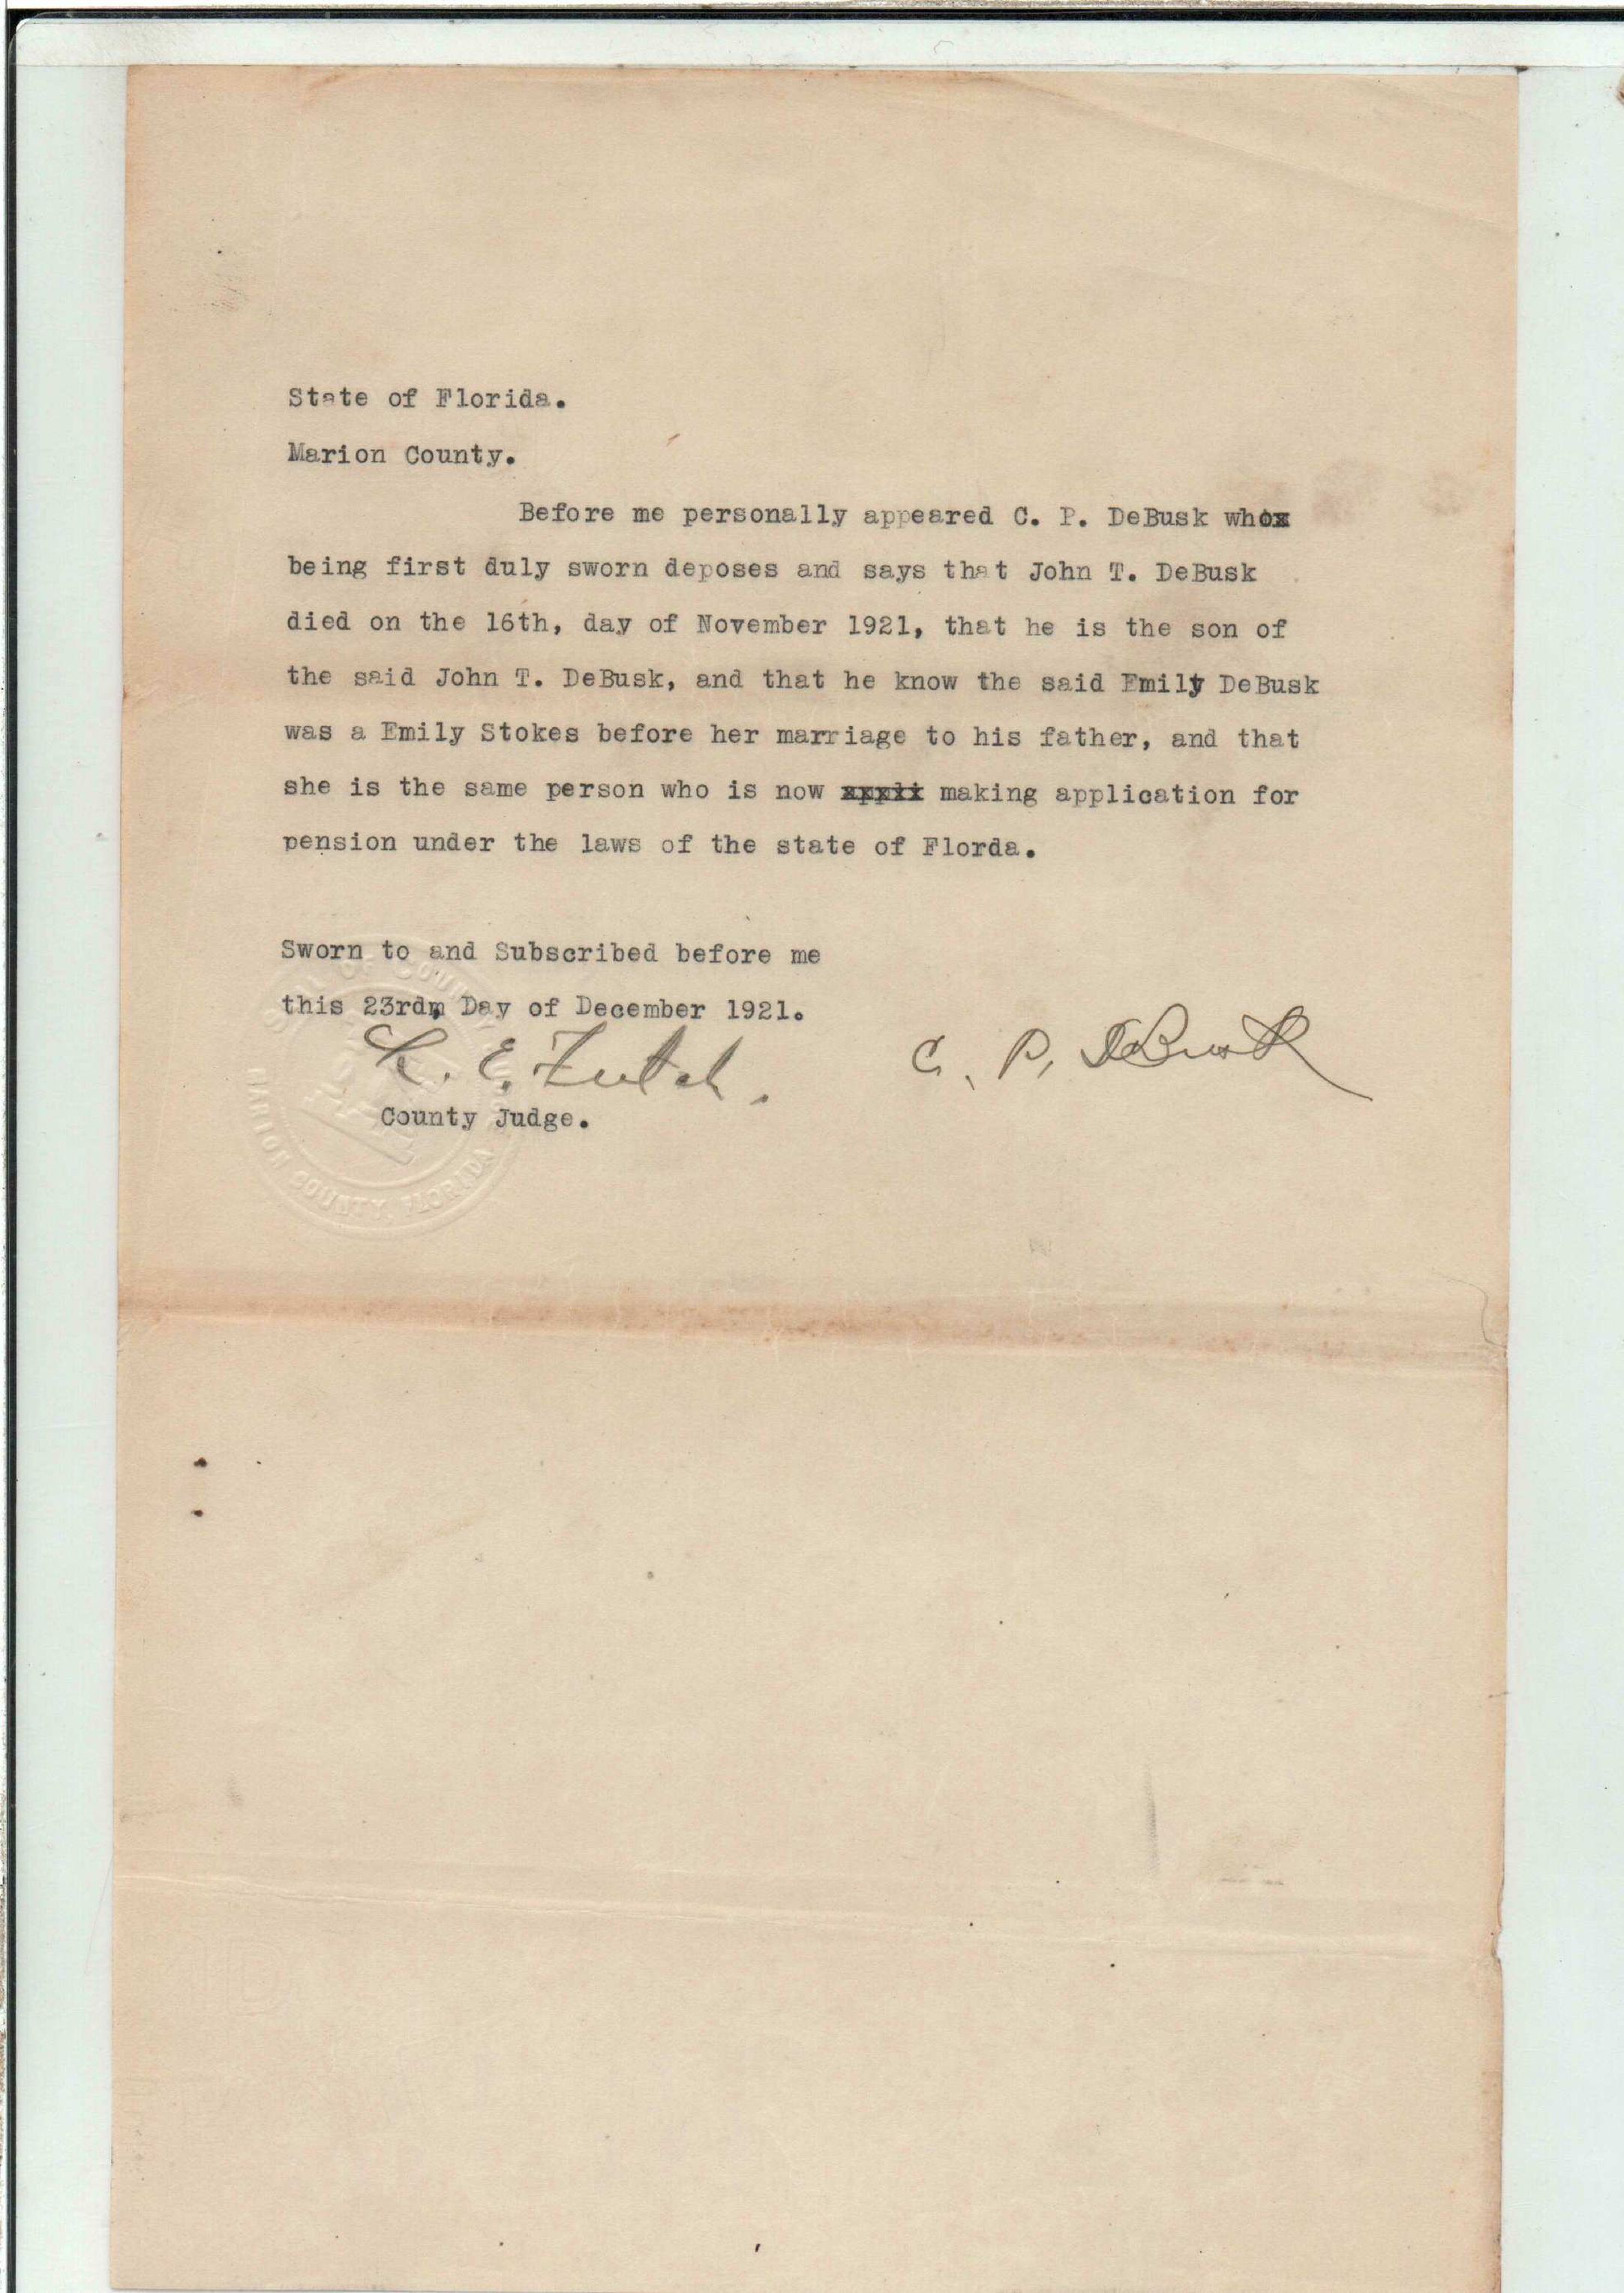 State of Florida.
Marion County.
Before me personally appeared C. P. DeBusk who
being first duly sworn deposes and says that John T. DeBusk
died on the 16th, day of November 1921, that he is the son of
the said John T. DeBusk, and that he know the said Emily DeBusk
was a Emily Stokes before her marriage to his father, and that
she is the same person who is now making application for
pension under the laws of the state of Florda.
Sworn to and Subscribed before me
this 23rd, Day of December 1921.
L. E. Futch.
C. P. DeBusk
County Judge.
MARION COUNTY, FLORIDA